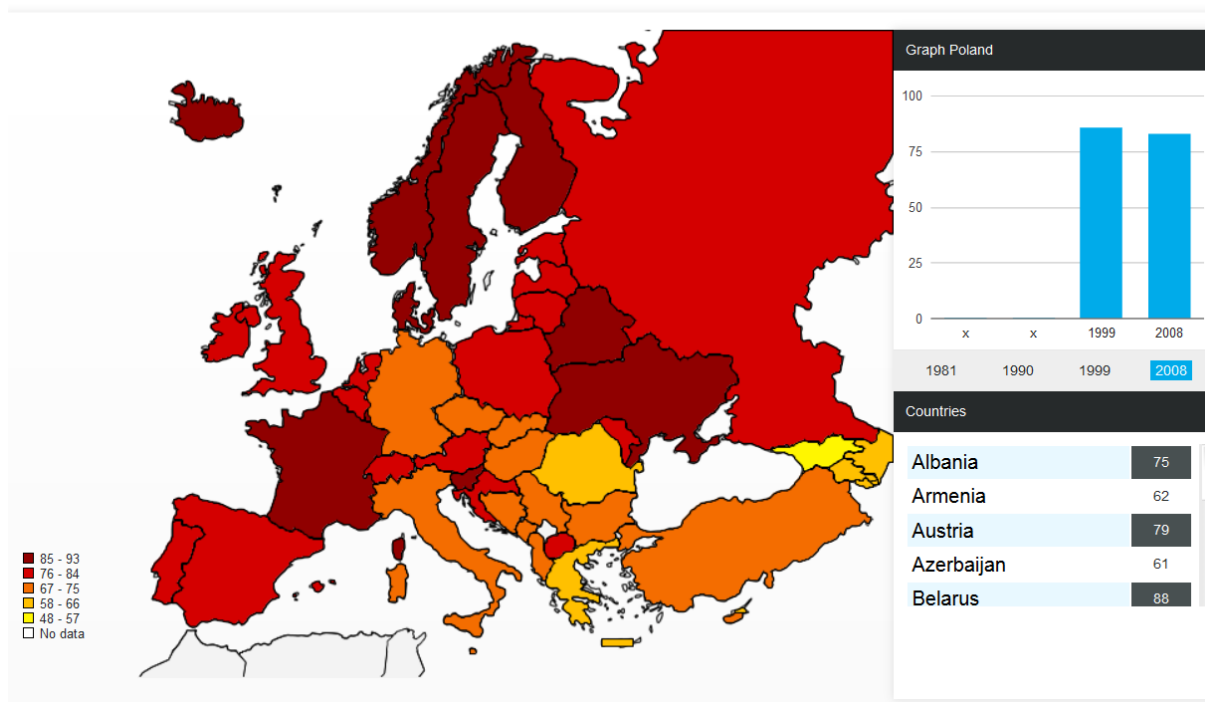 Graph Poland
100
75
50
25
0
x x 1999 2008
1981 1990 1999 2008
Countries
Albania 75
Armenia 62
Austria 79
Azerbaijan 61
Belarus 88
85 - 93
76 - 84
67 - 75
58 - 66
48 - 57
No data